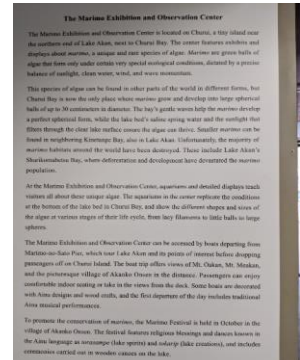 The Marimo Exhibition and Observation Center
The Marimo Exhibition and Observation Center is located on Churui, a tiny island near
the northern end of Lake Akan, next to Churui Bay. The center features exhibits and
displays about marimo, a unique and rare species of algae. Marimo are green balls of
algae that form only under certain very special ecological conditions, dictated by a precise
balance of sunlight, clean water, wind, and wave momentum.
This species of algae can be found in other parts of the world in different forms, but
Churui Bay is now the only place where marimo grow and develop into large spherical
balls of up to 30 centimeters in diameter. The bay's gentle waves help the marimo develop
a perfect spherical form, while the lake bed's saline spring water and the sunlight that
filters through the clear lake surface ensure the algae can thrive. Smaller marimo can be
found in neighboring Kinetanpe Bay, also in Lake Akan. Unfortunately, the majority of
marimo habitats around the world have been destroyed. These include Lake Akan's
Shurikomabetsu Bay, where deforestation and development have devastated the marimo
population.
At the Marimo Exhibition and Observation Center, aquariums and detailed displays teach
visitors all about these unique algae. The aquariums in the center replicate the conditions
at the bottom of the lake bed in Churui Bay, and show the different shapes and sizes of
the algae at various stages of their life cycle, from lacy filaments to little balls to large
spheres.
The Marimo Exhibition and Observation Center can be accessed by boats departing from
Marimo-no-Sato Pier, which tour Lake Akan and its points of interest before dropping
passengers off on Churui Island. The boat trip offers views of Mt. Oakan, Mt. Meakan,
and the picturesque village of Akanko Onsen in the distance. Passengers can enjoy
comfortable indoor seating or take in the views from the deck. Some boats are decorated
with Ainu designs and wood crafts, and the first departure of the day includes traditional
Ainu musical performances.
To promote the conservation of marimo, the Marimo Festival is held in October in the
village of Akanko Onsen. The festival features religious blessings and dances known in
the Ainu language as (lake spirits) and (lake creations), and includes
ceremonies carried out in wooden canoes on the lake.